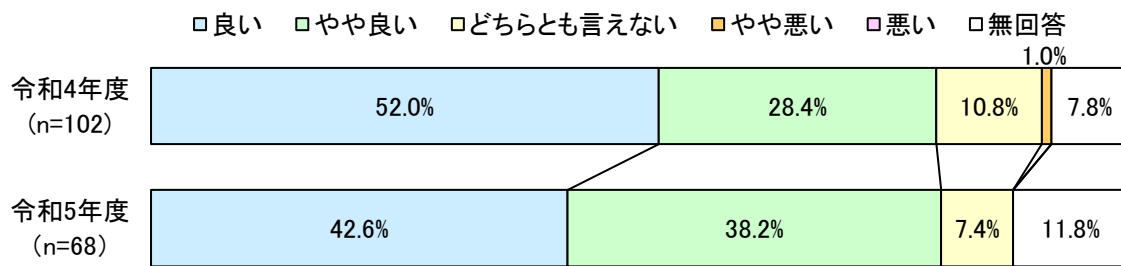 良い やや良い どちらとも言えない やや悪い 悪い 無回答
1.0%
令和4年度
(n=102)
52.0% 28.4% 10.8% 7.8%
令和5年度
(n=68)
42.6% 38.2% 7.4% 11.8%